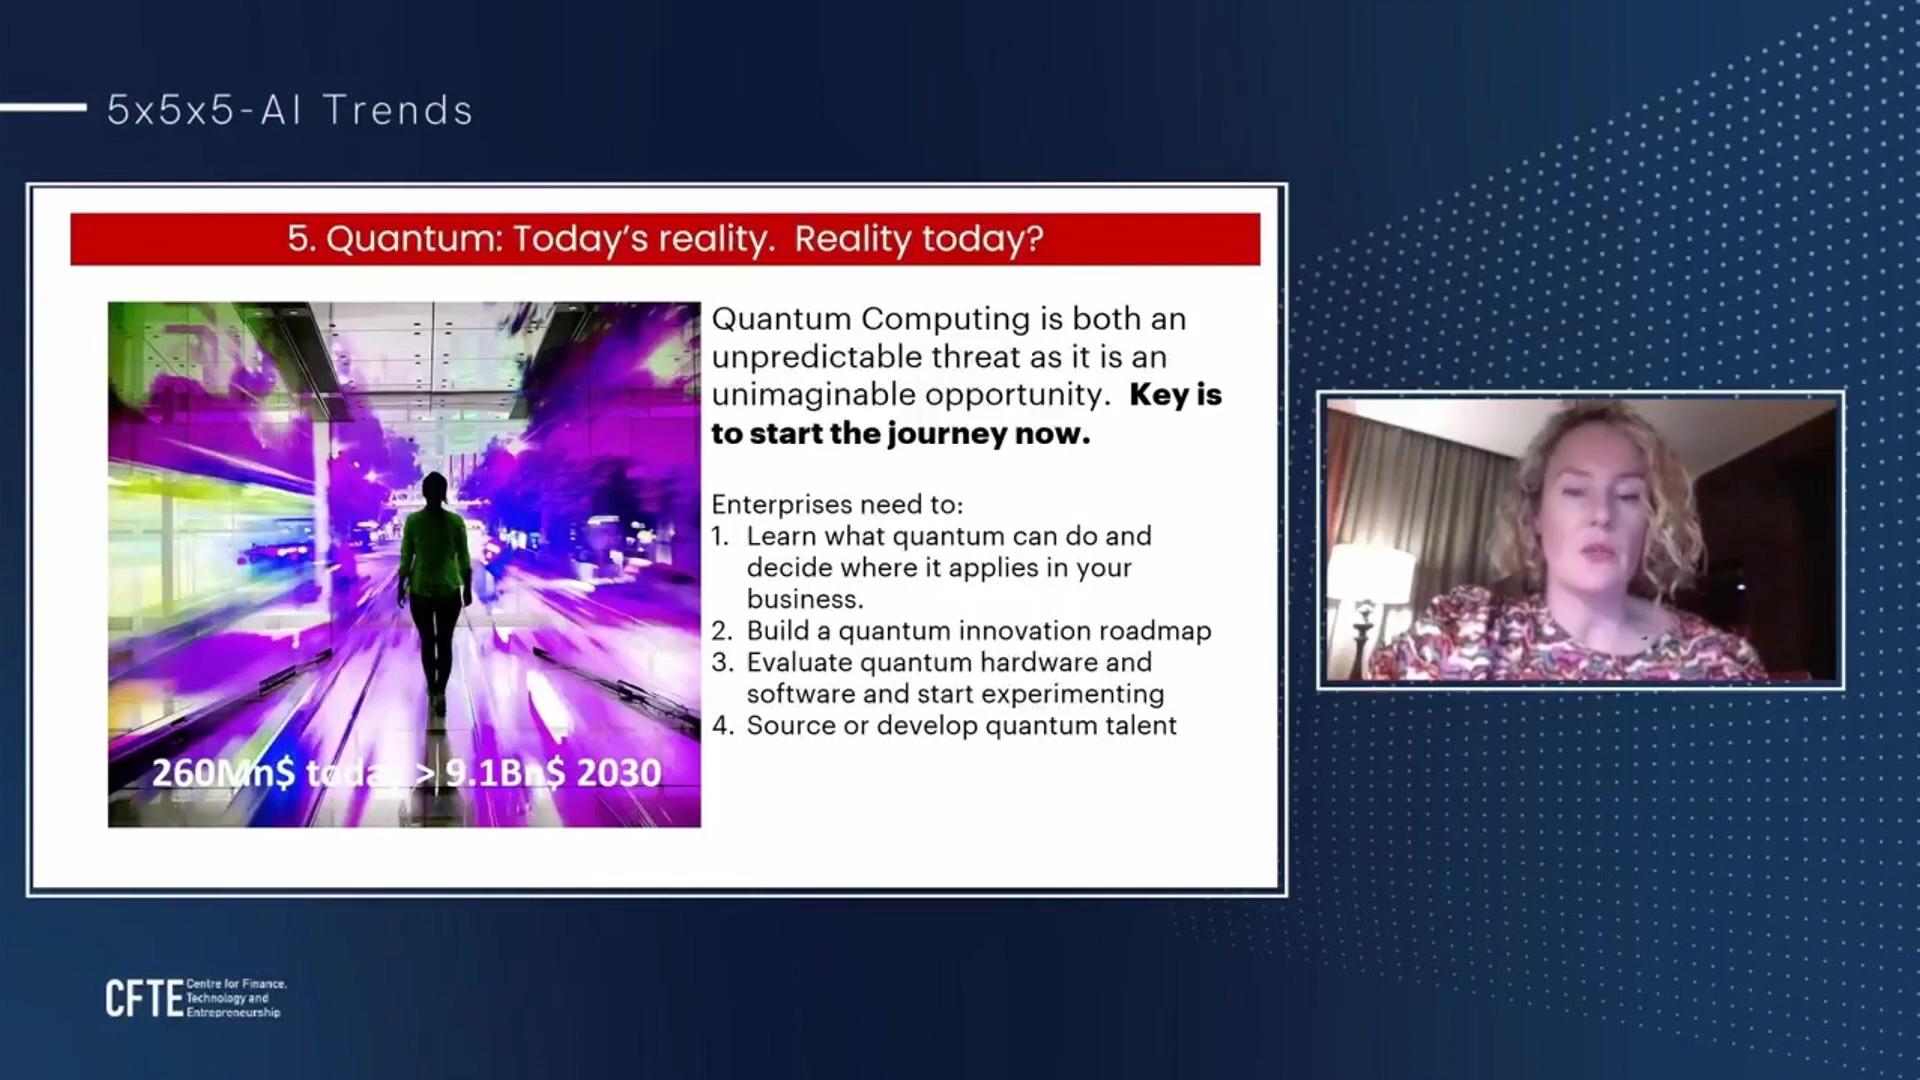 5x5x5-AI Trends
5. Quantum: Today’s reality.  Reality today?
Quantum Computing is both an
unpredictable threat as it is an
unimaginable opportunity.  Key is
to start the journey now.
Enterprises need to:
1. Learn what quantum can do and
decide where it applies in your
business.
2. Build a quantum innovation roadmap
3. Evaluate quantum hardware and
software and start experimenting
4. Source or develop quantum talent
260Mn$ today > 9.1Bn$ 2030
CFTE
Centre for Finance,
Technology and
Entrepreneurship